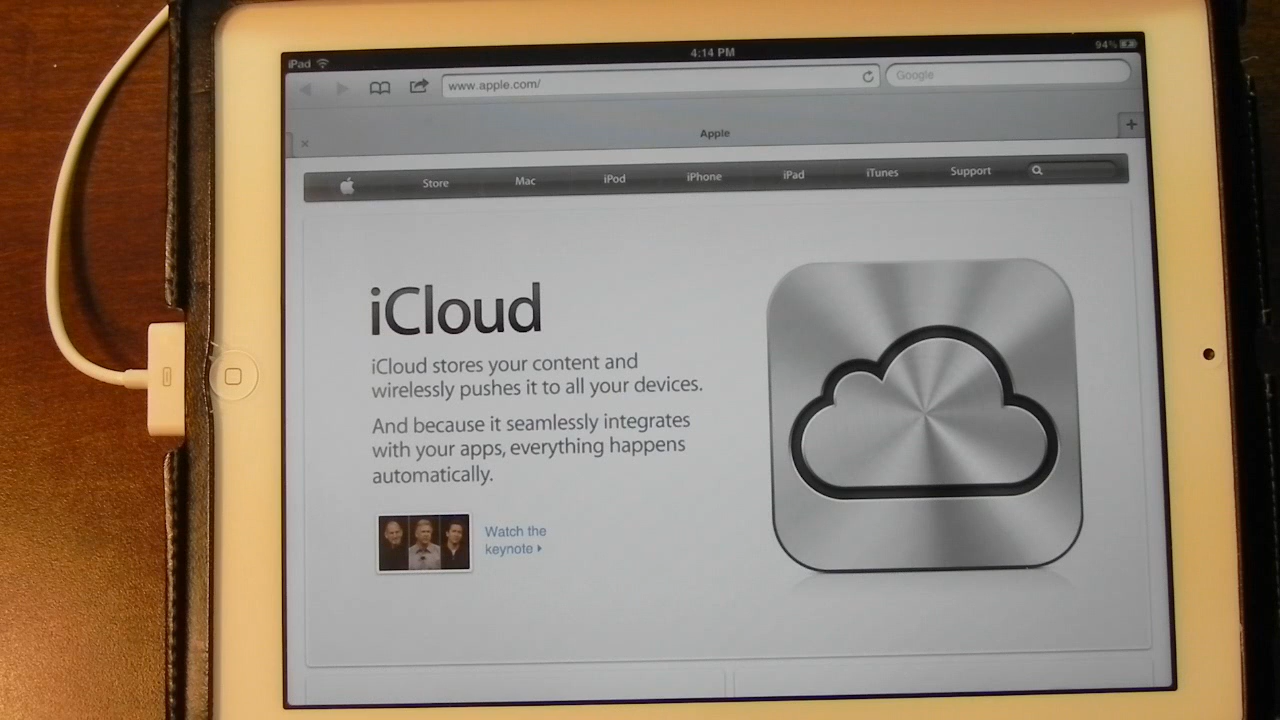 iPad
4:14 PM
94%
www.apple.com/
Google
Apple
Store Mac iPod iPhone iPad iTunes Support
iCloud
iCloud stores your content and
wirelessly pushes it to all your devices.
And because it seamlessly integrates
with your apps, everything happens
automatically.
Watch the
keynote